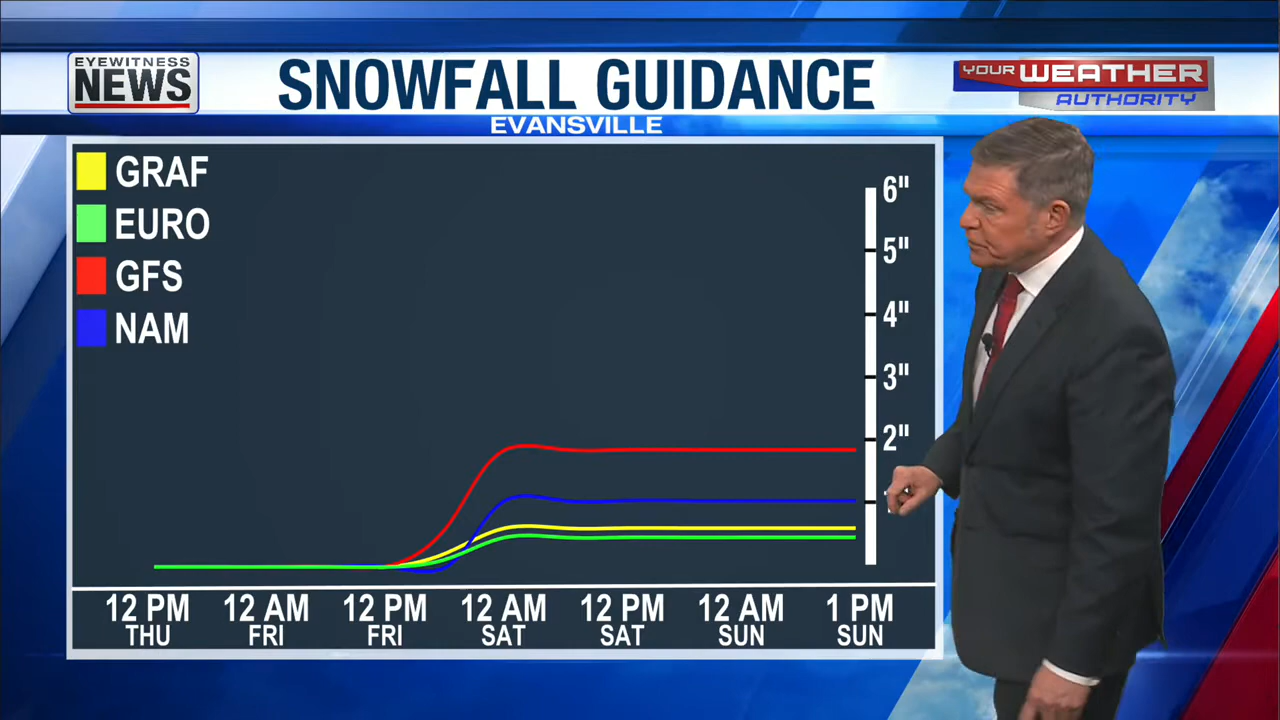 EYEWITNESS
NEWS
SNOWFALL GUIDANCE
EVANSVILLE
YOUR WEATHER
AUTHORITY
GRAF
EURO
GFS
NAM
6"
5"
4"
3"
2"
12 PM
THU
12 AM
FRI
12 PM
FRI
12 AM
SAT
12 PM
SAT
12 AM
SUN
1 PM
SUN